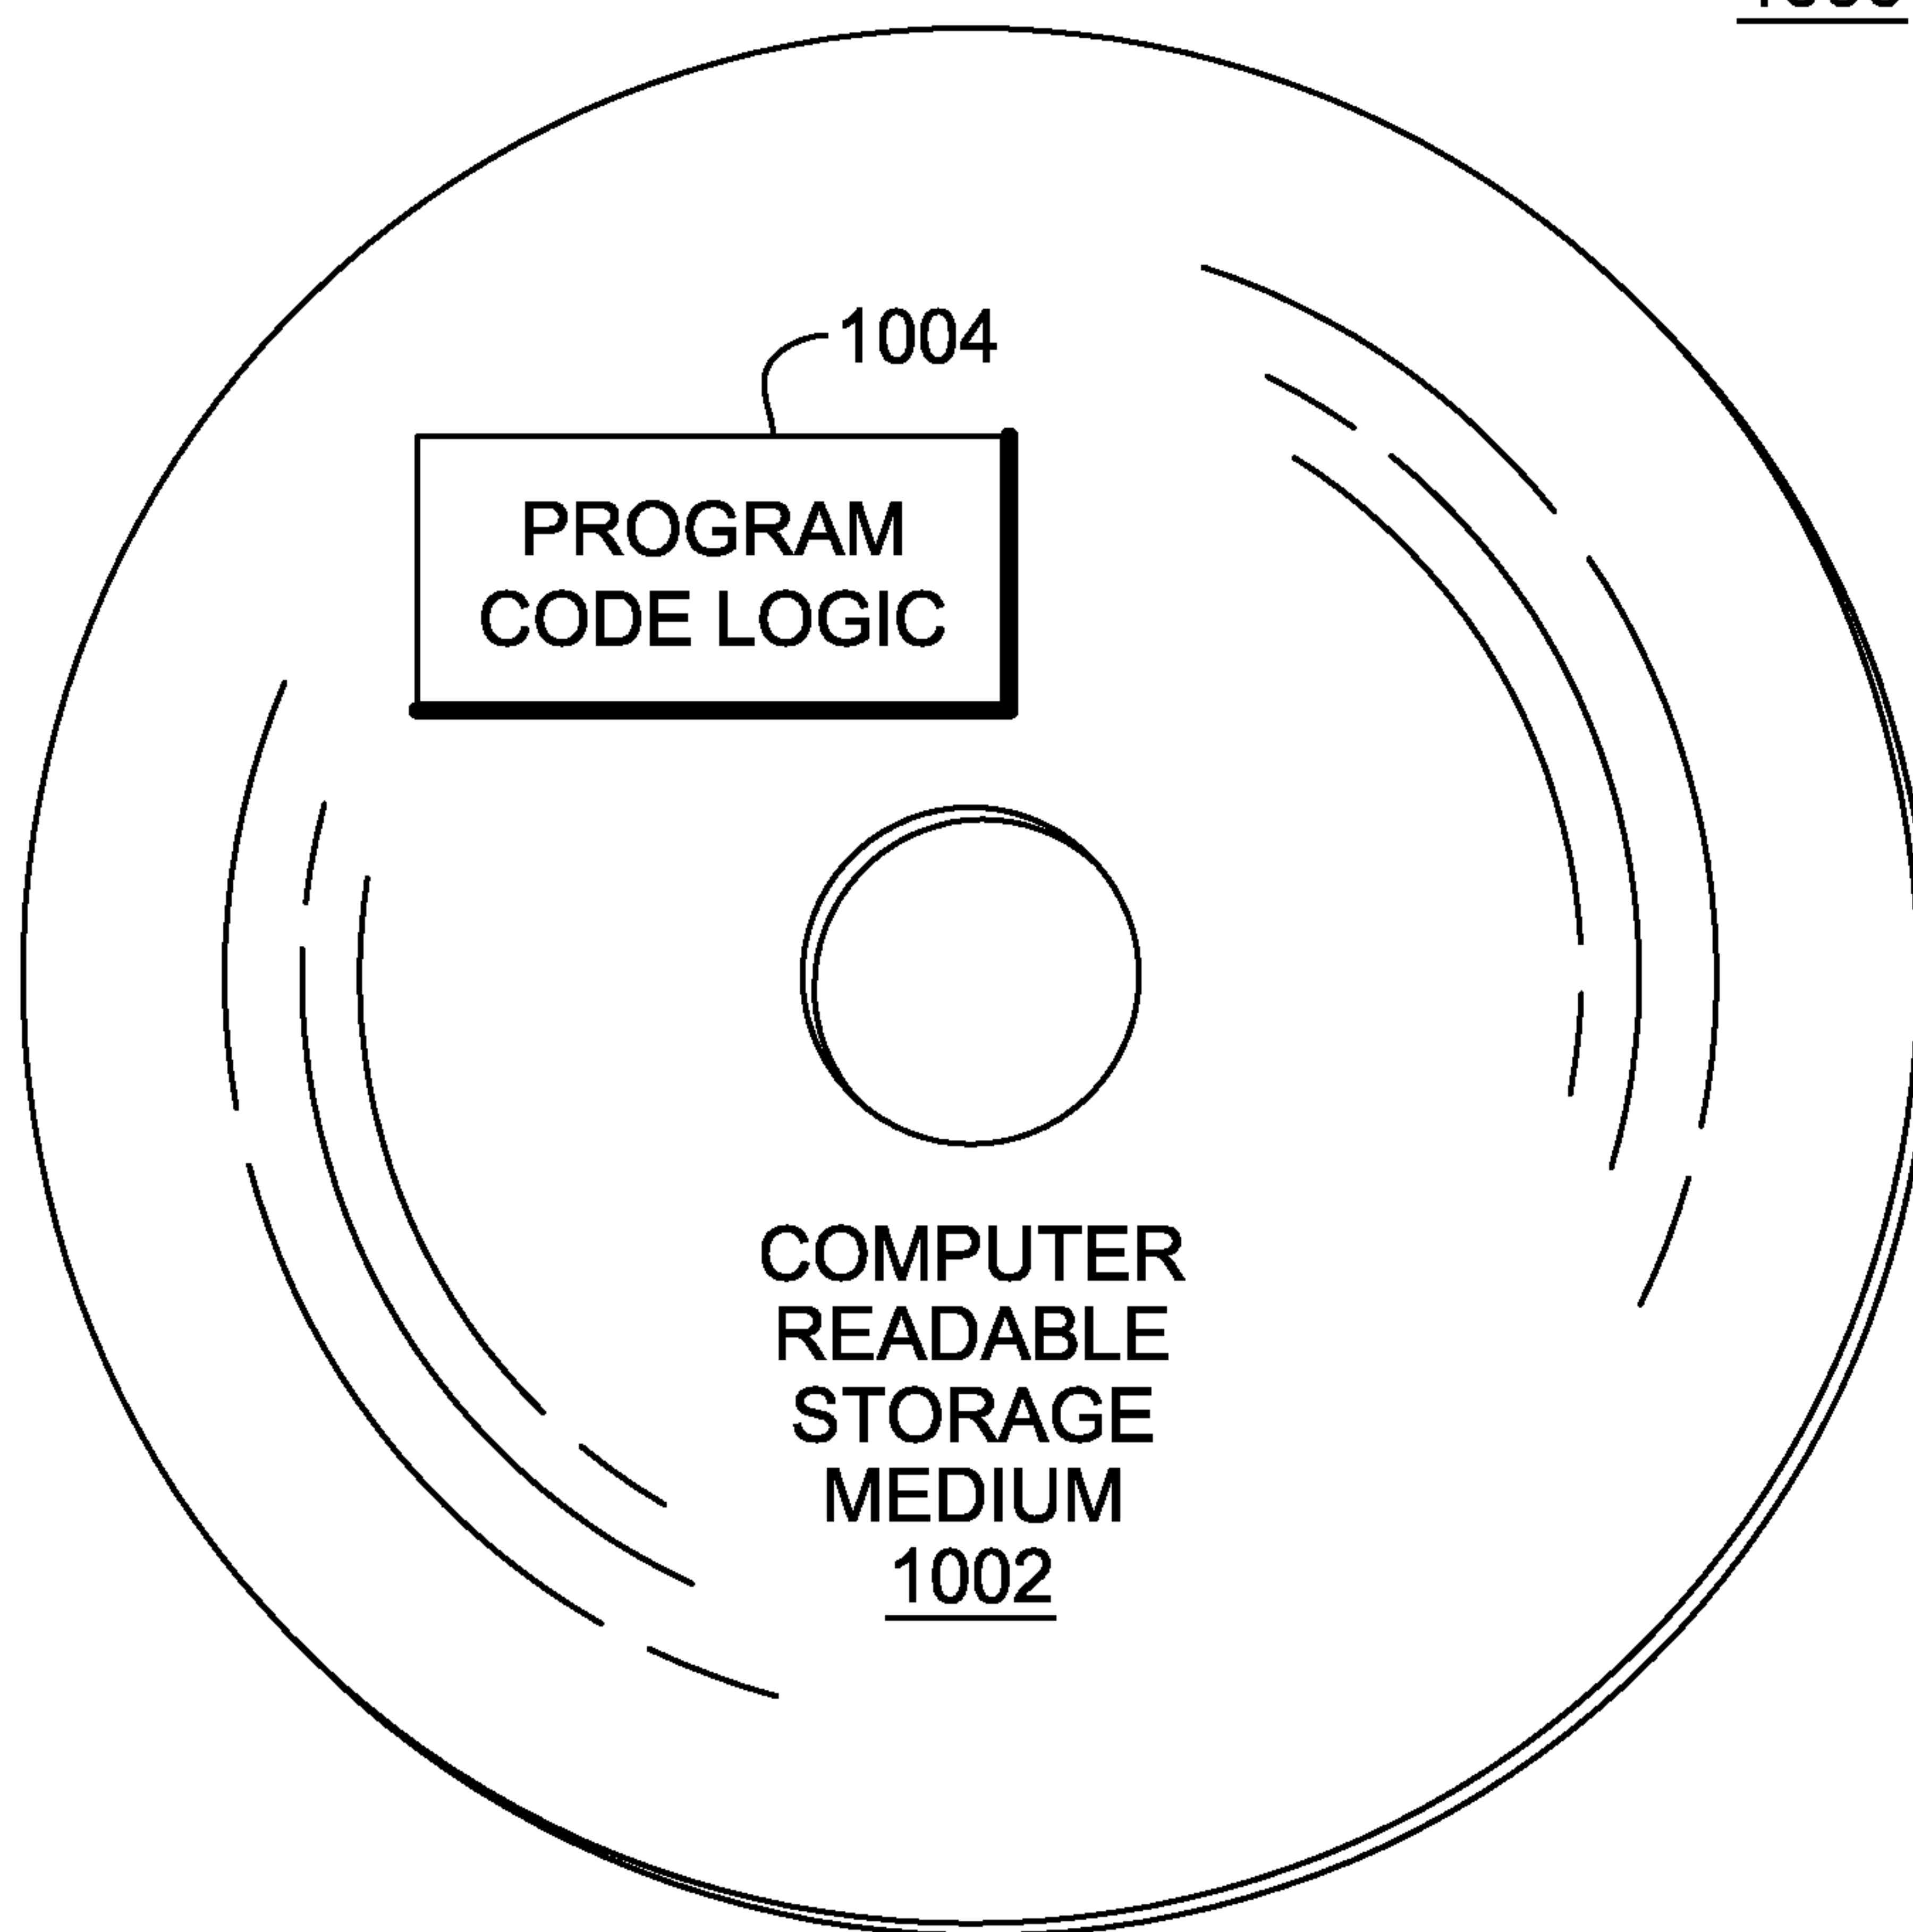 1004
PROGRAM
CODE LOGIC
COMPUTER
READABLE
STORAGE
MEDIUM
1002